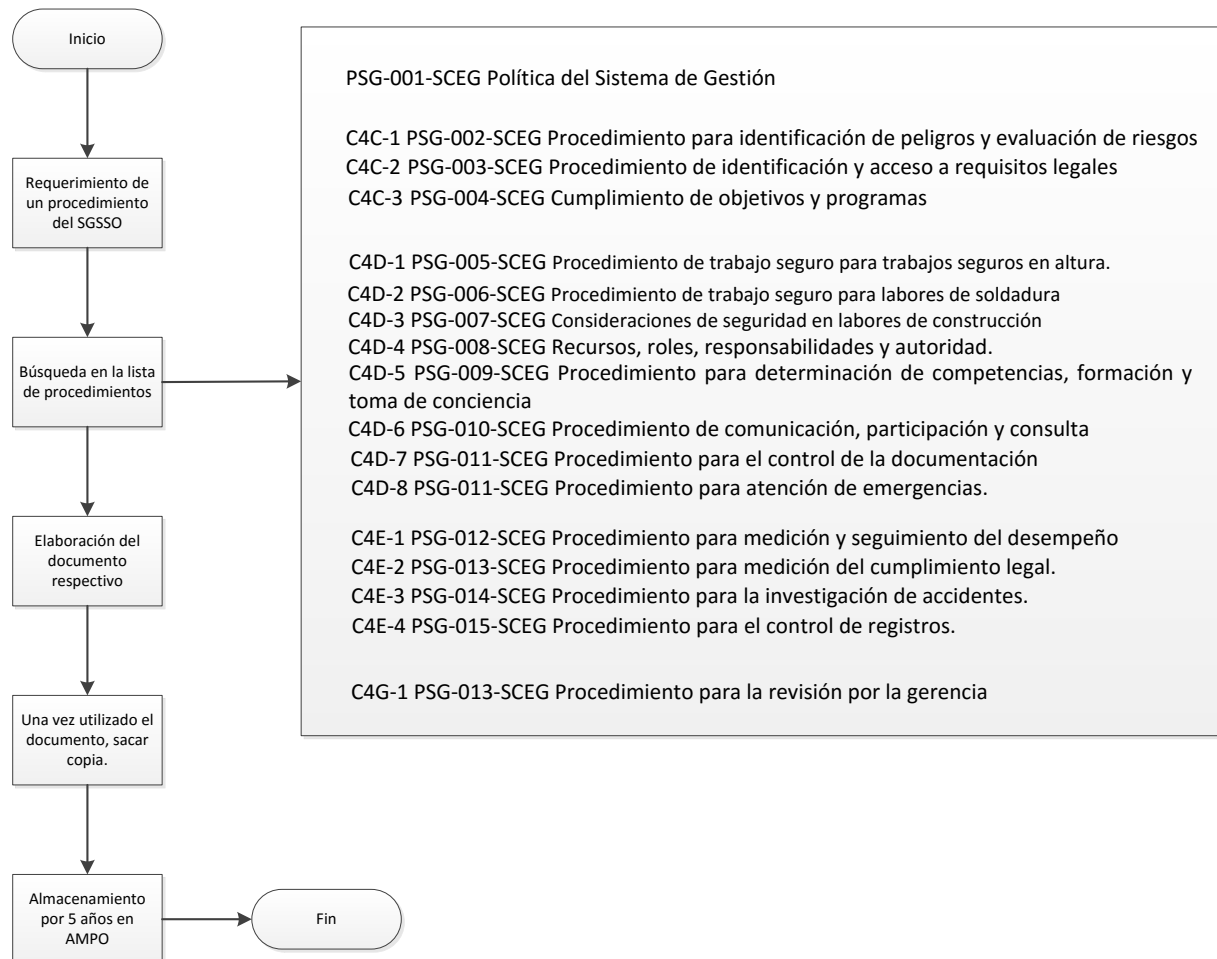 Inicio
Requerimiento de
un procedimiento
del SGSSO
Búsqueda en la lista
de procedimientos
Elaboración del
documento
respectivo
Una vez utilizado el
documento, sacar
copia.
Almacenamiento
por 5 años en
AMPO
Fin
PSG-001-SCEG Política del Sistema de Gestión
C4C-1 PSG-002-SCEG Procedimiento para identificación de peligros y evaluación de riesgos
C4C-2 PSG-003-SCEG Procedimiento de identificación y acceso a requisitos legales
C4C-3 PSG-004-SCEG Cumplimiento de objetivos y programas
C4D-1 PSG-005-SCEG Procedimiento de trabajo seguro para trabajos seguros en altura.
C4D-2 PSG-006-SCEG Procedimiento de trabajo seguro para labores de soldadura
C4D-3 PSG-007-SCEG Consideraciones de seguridad en labores de construcción
C4D-4 PSG-008-SCEG Recursos, roles, responsabilidades y autoridad.
C4D-5 PSG-009-SCEG Procedimiento para determinación de competencias, formación y
toma de conciencia
C4D-6 PSG-010-SCEG Procedimiento de comunicación, participación y consulta
C4D-7 PSG-011-SCEG Procedimiento para el control de la documentación
C4D-8 PSG-011-SCEG Procedimiento para atención de emergencias.
C4E-1 PSG-012-SCEG Procedimiento para medición y seguimiento del desempeño
C4E-2 PSG-013-SCEG Procedimiento para medición del cumplimiento legal.
C4E-3 PSG-014-SCEG Procedimiento para la investigación de accidentes.
C4E-4 PSG-015-SCEG Procedimiento para el control de registros.
C4G-1 PSG-013-SCEG Procedimiento para la revisión por la gerencia